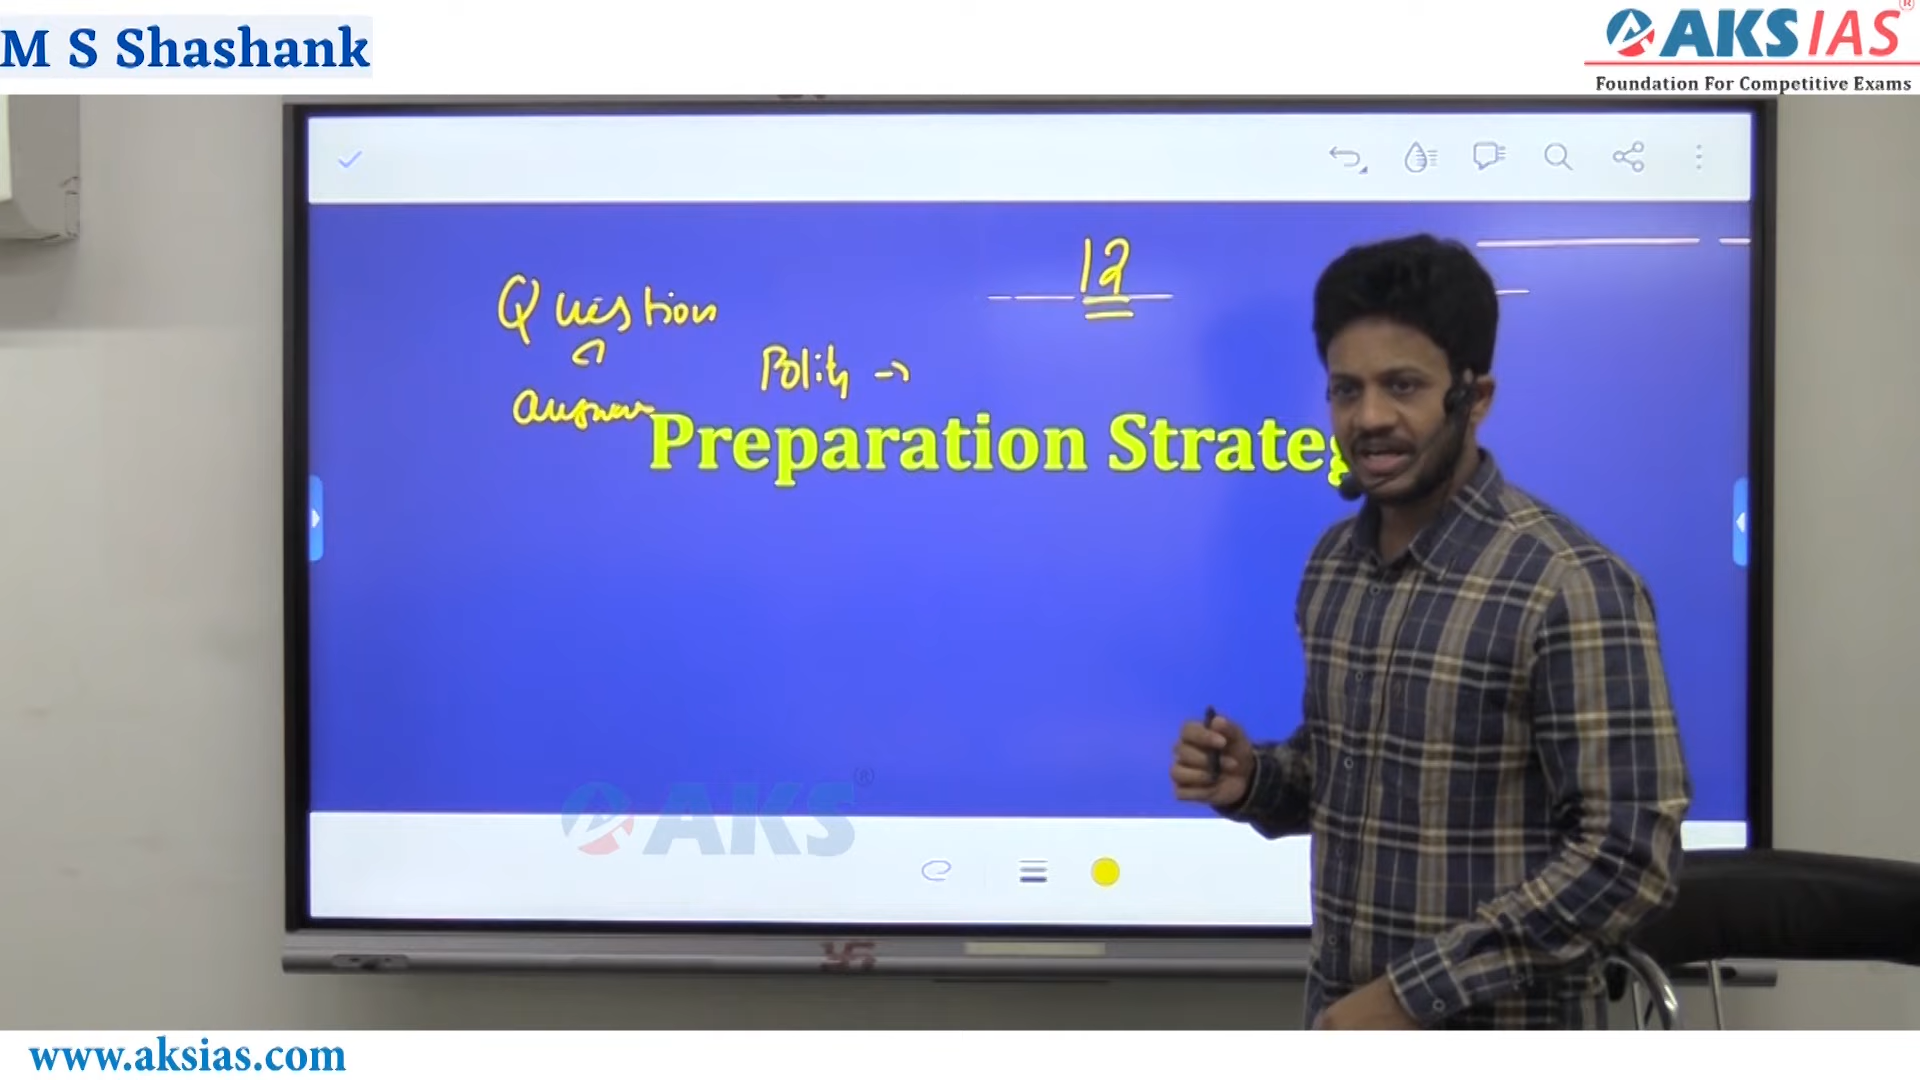 M S Shashank
AKS IAS®
Foundation For Competitive Exams
12
Question
Polity →
answer
Preparation Strateg
AKS®
www.aksias.com